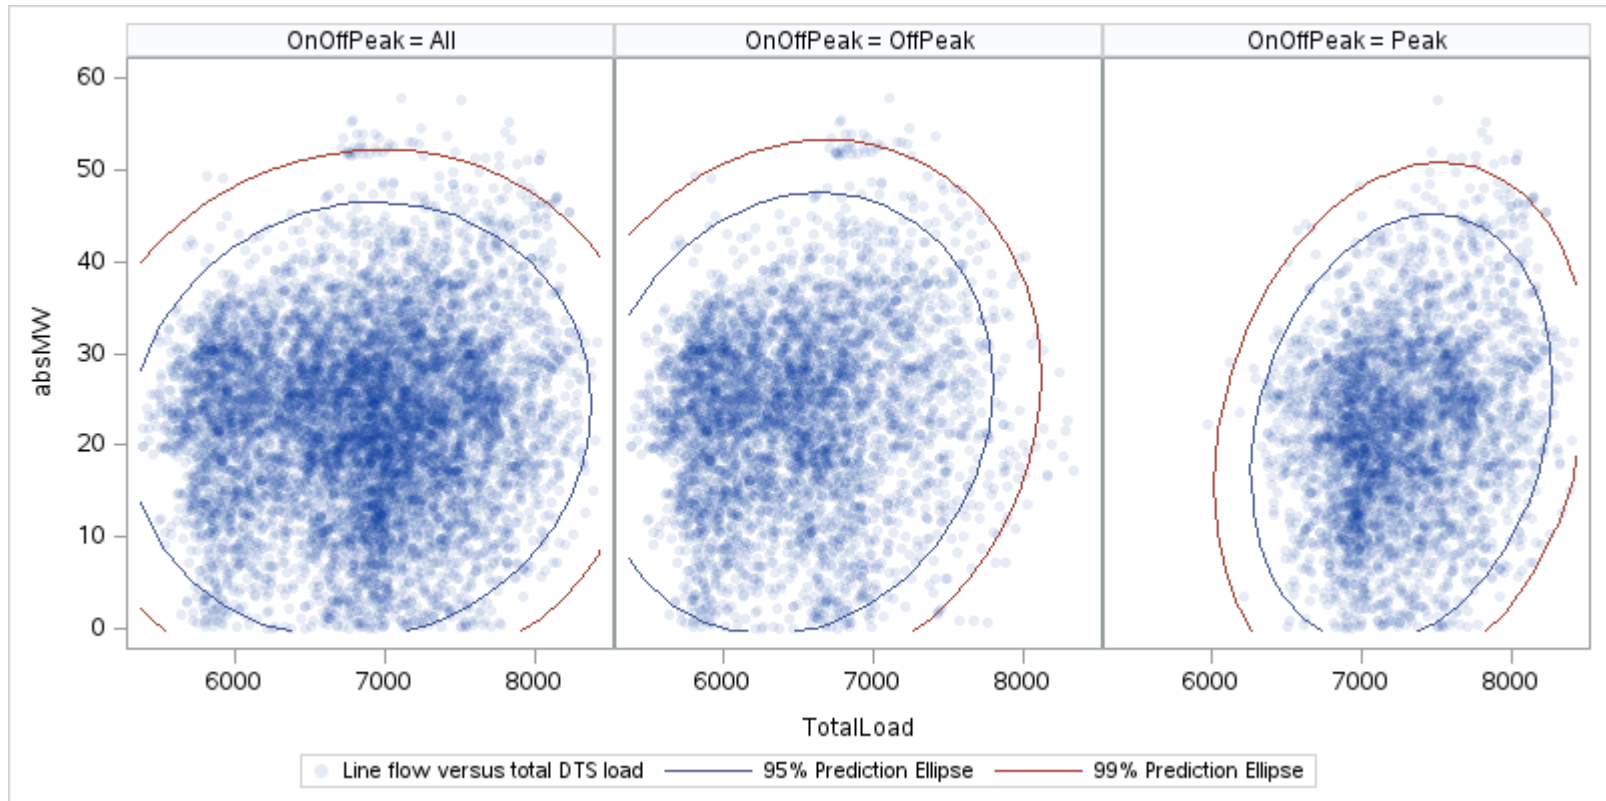 OnOffPeak = All
OnOffPeak = OffPeak
OnOffPeak = Peak
60
50
40
30
20
10
0
absMW
6000
7000
8000
6000
7000
8000
6000
7000
8000
TotalLoad
Line flow versus total DTS load
95% Prediction Ellipse
99% Prediction Ellipse